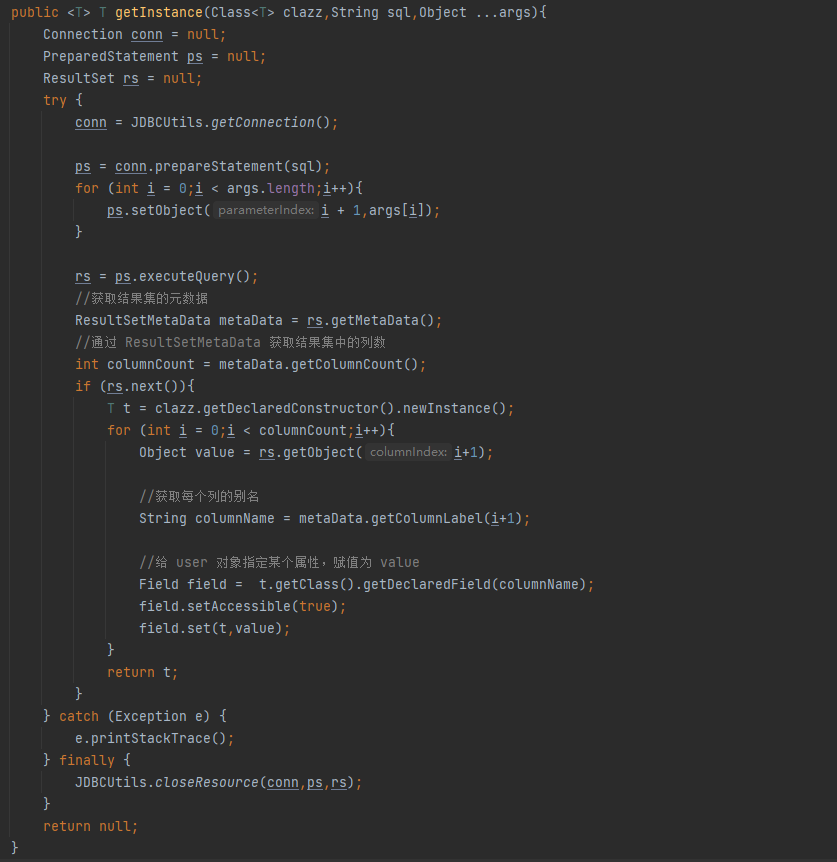 public <T> T getInstance(Class<T> clazz,String sql,Object ...args){
    Connection conn = null;
    PreparedStatement ps = null;
    ResultSet rs = null;
    try {
        conn = JDBCUtils.getConnection();

        ps = conn.prepareStatement(sql);
        for (int i = 0;i < args.length;i++){
            ps.setObject( parameterIndex: i + 1,args[i]);
        }

        rs = ps.executeQuery();
        //获取结果集的元数据
        ResultSetMetaData metaData = rs.getMetaData();
        //通过 ResultSetMetaData 获取结果集中的列数
        int columnCount = metaData.getColumnCount();
        if (rs.next()){
            T t = clazz.getDeclaredConstructor().newInstance();
            for (int i = 0;i < columnCount;i++){
                Object value = rs.getObject( columnIndex: i+1);

                //获取每个列的别名
                String columnName = metaData.getColumnLabel(i+1);

                //给 user 对象指定某个属性，赋值为 value
                Field field =  t.getClass().getDeclaredField(columnName);
                field.setAccessible(true);
                field.set(t,value);
            }
            return t;
        }
    } catch (Exception e) {
        e.printStackTrace();
    } finally {
        JDBCUtils.closeResource(conn,ps,rs);
    }
    return null;
}